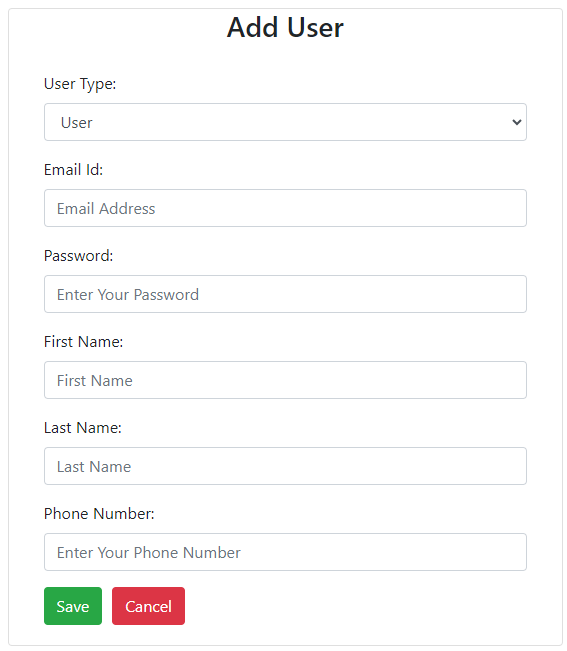 Add User
User Type:
User
Email Id:
Email Address
Password:
Enter Your Password
First Name:
First Name
Last Name:
Last Name
Phone Number:
Enter Your Phone Number
Save Cancel